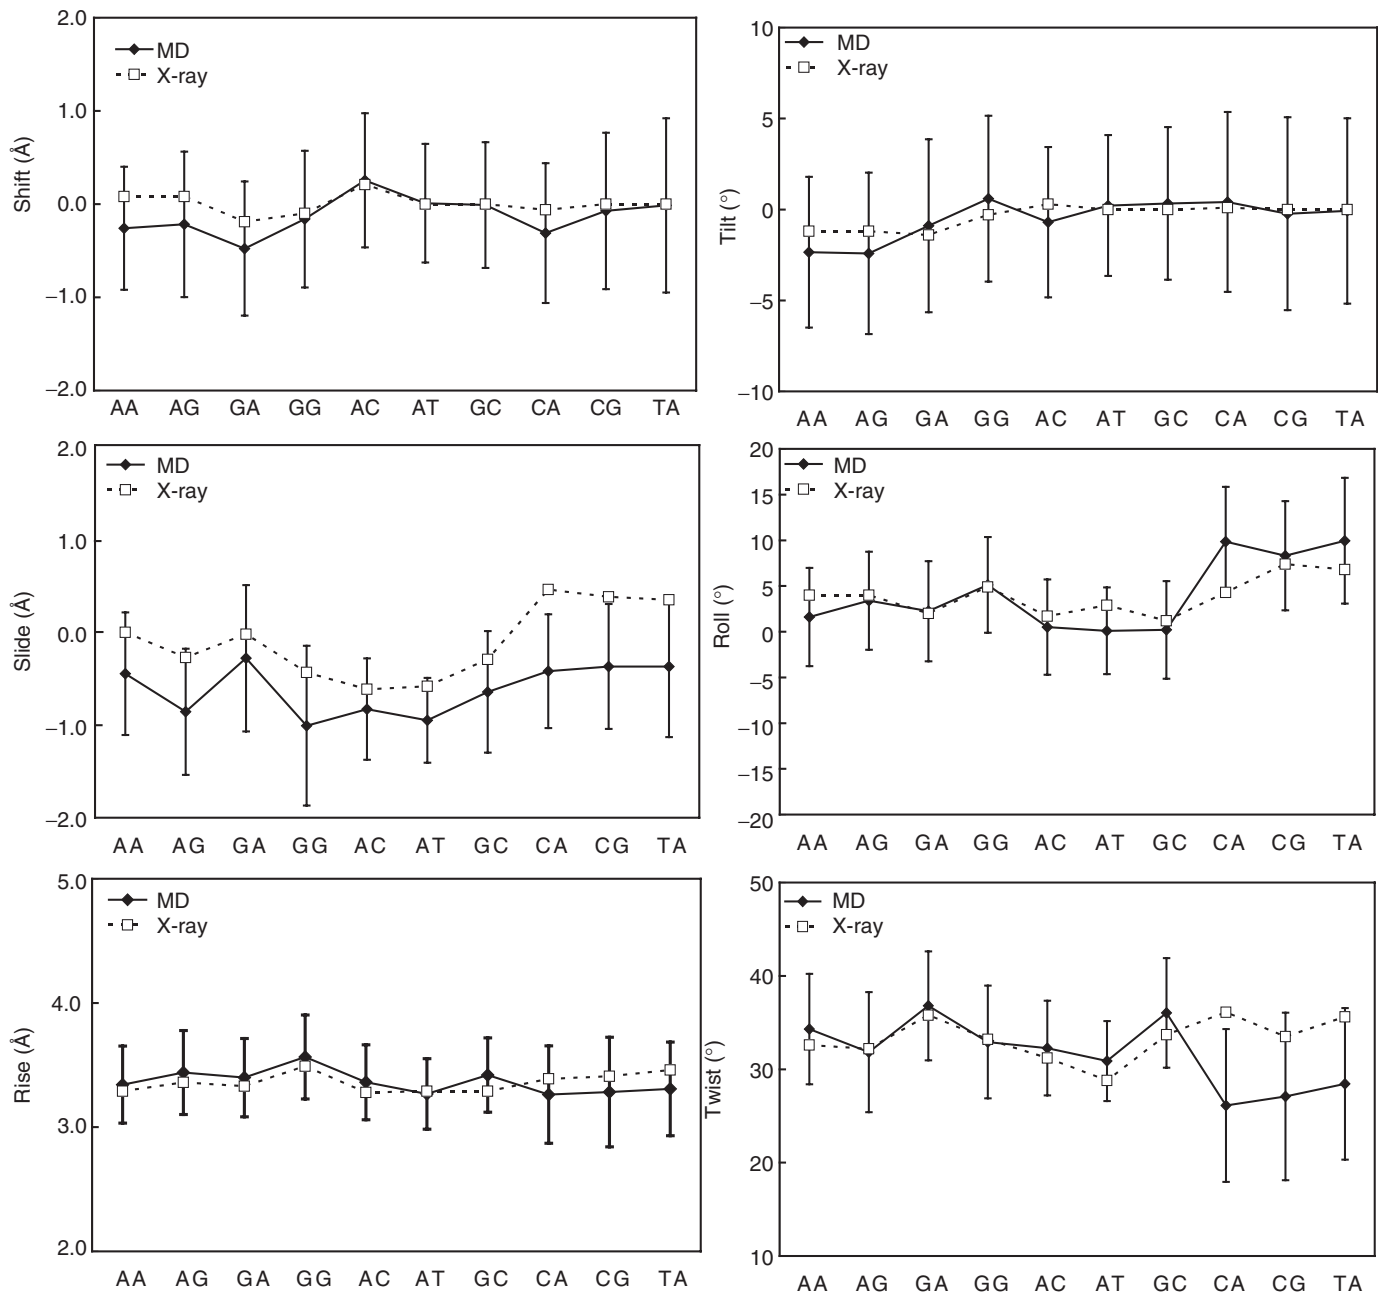 2.0
1.0
0.0
−1.0
−2.0
Shift (Å)
MD
X-ray
AA AG GA GG AC AT GC CA CG TA
10
5
0
−5
−10
Tilt (°)
MD
X-ray
AA AG GA GG AC AT GC CA CG TA
2.0
1.0
0.0
−1.0
−2.0
Slide (Å)
MD
X-ray
AA AG GA GG AC AT GC CA CG TA
20
15
10
5
0
−5
−10
−15
−20
Roll (°)
MD
X-ray
AA AG GA GG AC AT GC CA CG TA
5.0
4.0
3.0
2.0
Rise (Å)
MD
X-ray
AA AG GA GG AC AT GC CA CG TA
50
40
30
20
10
Twist (°)
MD
X-ray
AA AG GA GG AC AT GC CA CG TA